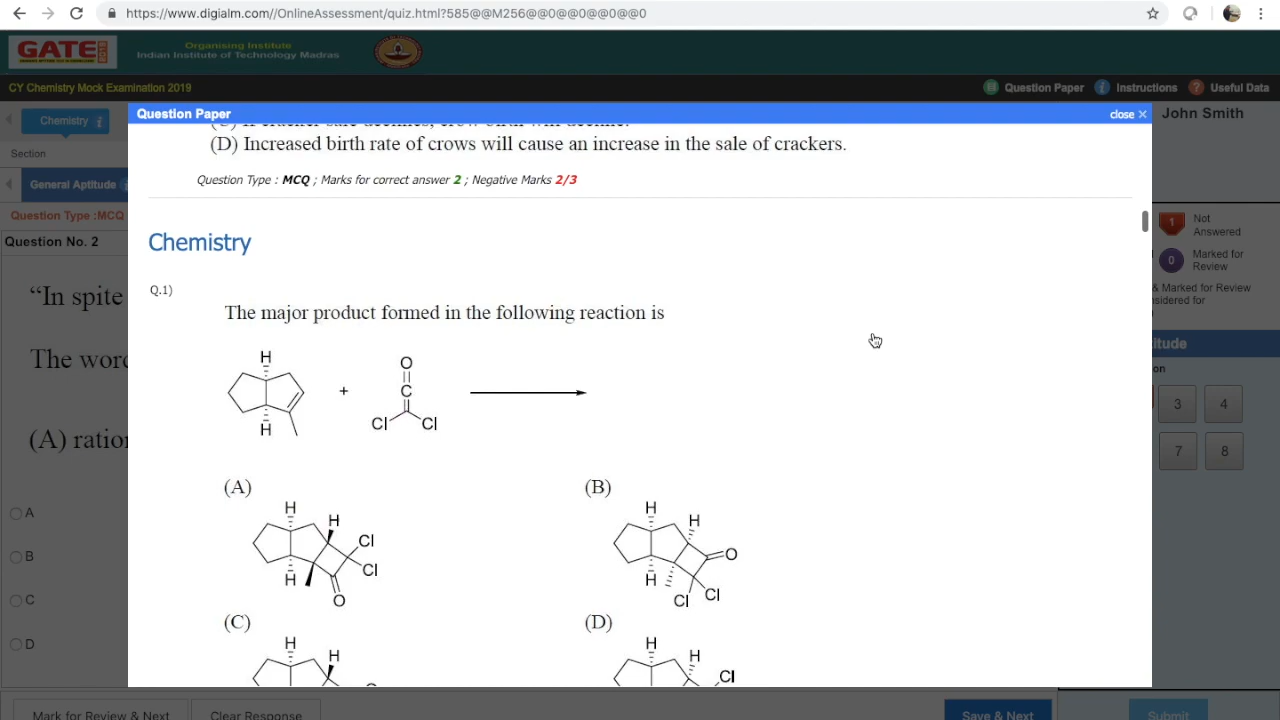 https://www.digialm.com//OnlineAssessment/quiz.html?585@@M256@@0@@0@@0@@0
GATE
Organising Institute
Indian Institute of Technology Madras
CY Chemistry Mock Examination 2019
Question Paper
Instructions
Useful Data
Chemistry i
Question Paper
close ×
John Smith
Section
(D) Increased birth rate of crows will cause an increase in the sale of crackers.
General Aptitude
Question Type : MCQ ; Marks for correct answer 2 ; Negative Marks 2/3
Question Type :MCQ
1
Not
Answered
Question No. 2
Chemistry
0
Marked for
Review
Q.1)
& Marked for Review
“In spite
The major product formed in the following reaction is
The
H
H
+
O
C
Cl
Cl
3
4
(A)
7
8
(A)
H
H
H
Cl
Cl
O
(B)
H
H
H
O
Cl
Cl
A
B
C
D
(C)
H
H
(D)
H
H
Cl
Mark for Review & Next
Clear Response
Save & Next
Submit